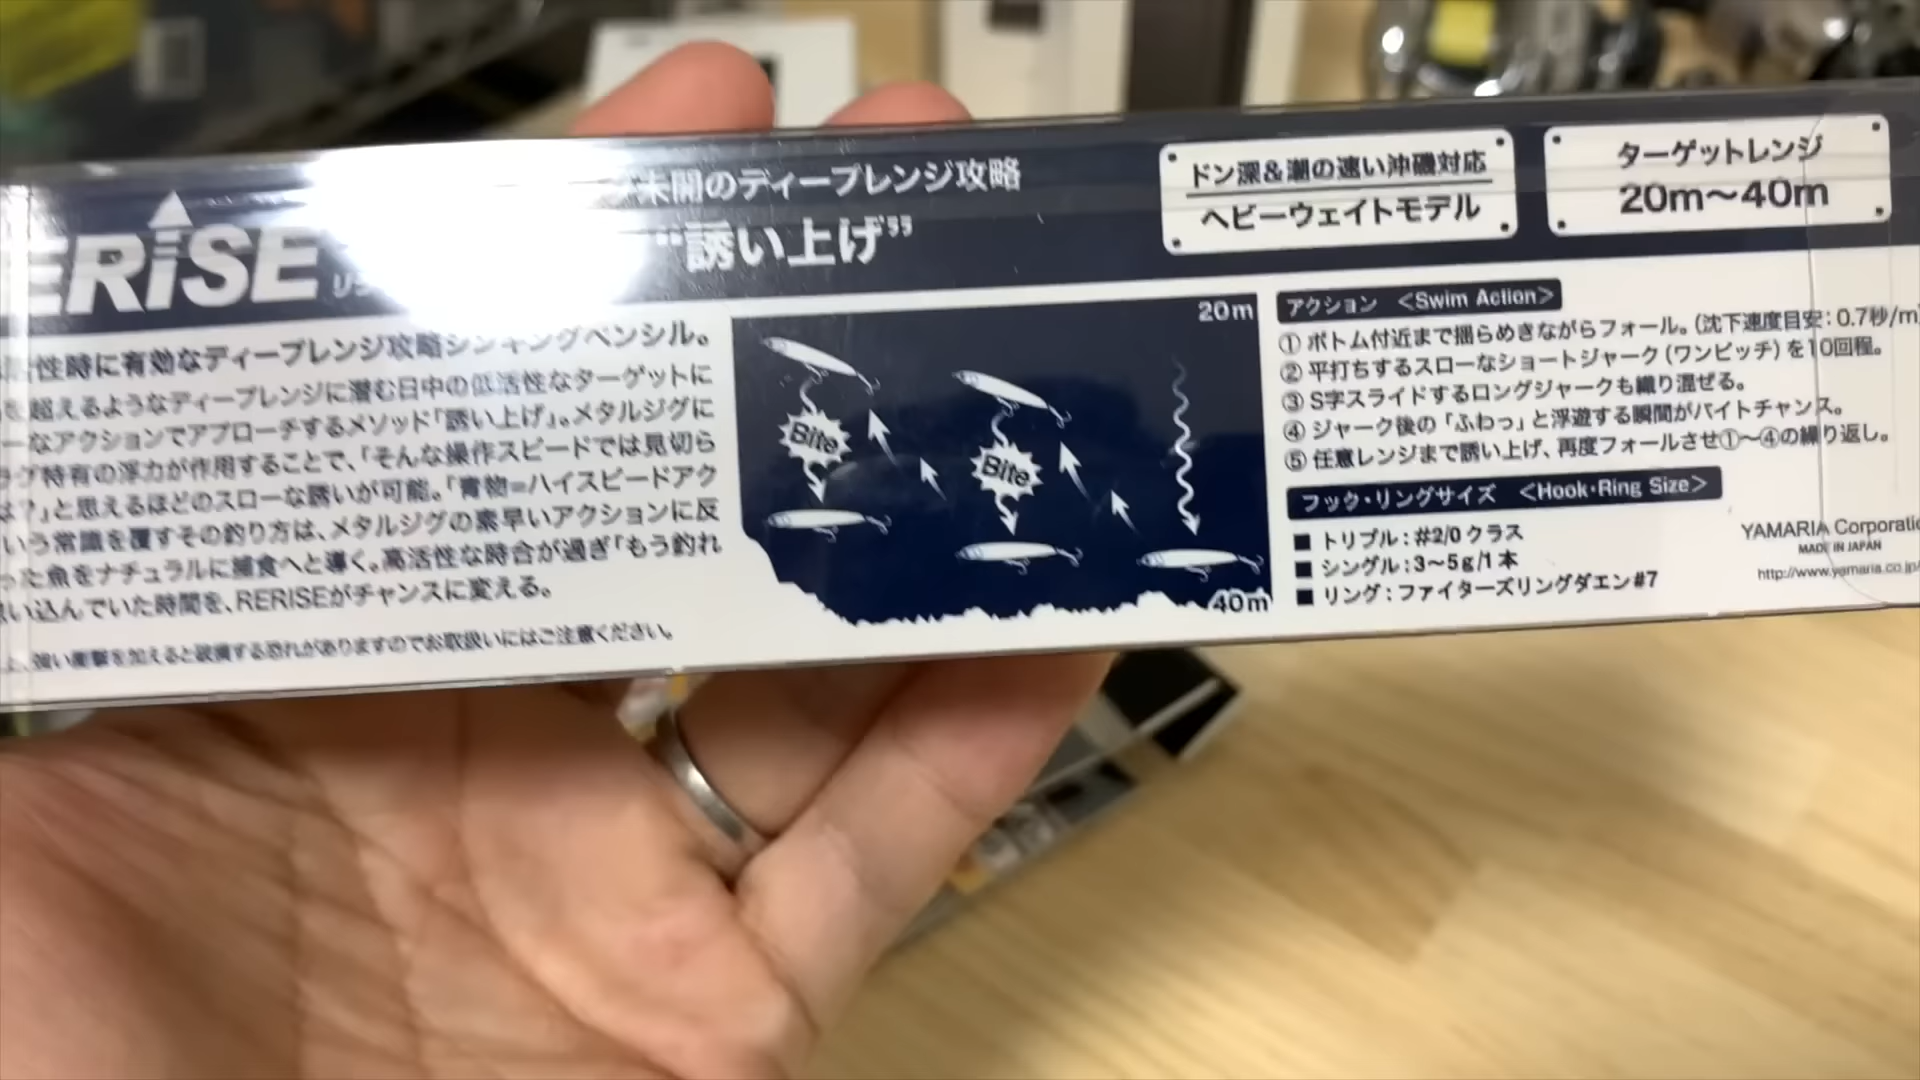 未開のディープレンジ攻略
"誘い上げ"
ERiSE
ドン深&潮の速い沖磯対応
ヘビーウェイトモデル
ターゲットレンジ
20m〜40m
性時に有効なディープレンジ攻略シンキングペンシル。
を超えるようなディープレンジに潜む日中の低活性なターゲットに
ーなアクションでアプローチするメソッド「誘い上げ」。メタルジグに
グ特有の浮力が作用することで、「そんな操作スピードでは見切ら
は?」と思えるほどのスローな誘いが可能。「青物=ハイスピードアク
いう常識を覆すその釣り方は、メタルジグの素早いアクションに反
った魚をナチュラルに捕食へと導く。高活性な時合が過ぎ「もう釣れ
い込んでいた時間を、RERISEがチャンスに変える。
強い衝撃を加えると破損する恐れがありますのでお取扱いにはご注意ください。
20m
Bite
Bite
40m
アクション <Swim Action>
① ボトム付近まで揺らめきながらフォール。(沈下速度目安:0.7秒/m
② 平打ちするスローなショートジャーク(ワンピッチ)を10回程。
③ S字スライドするロングジャークも織り混ぜる。
④ ジャーク後の「ふわっ」と浮遊する瞬間がバイトチャンス。
⑤ 任意レンジまで誘い上げ、再度フォールさせ①〜④の繰り返し。
フック・リングサイズ <Hook・Ring Size>
■ トリプル:#2/0クラス
■ シングル:3〜5g/1本
■ リング:ファイターズリングダエン#7
YAMARIA Corporatio
MADE IN JAPAN
http://www.yamaria.co.jp/